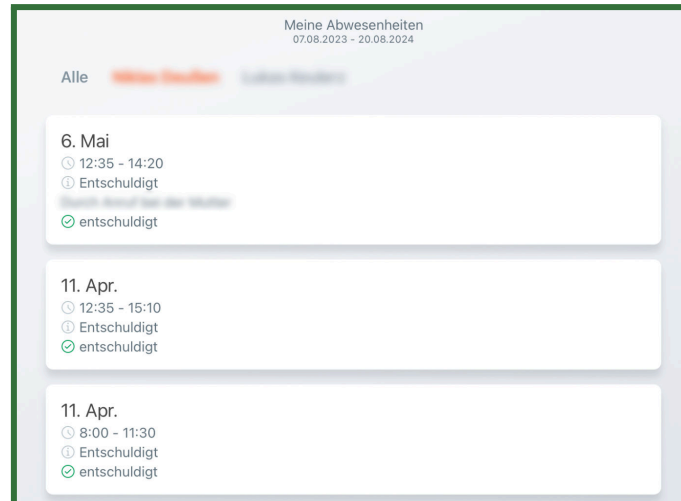 Meine Abwesenheiten
07.08.2023 - 20.08.2024
Alle
6. Mai
12:35 - 14:20
Entschuldigt
entschuldigt
11. Apr.
12:35 - 15:10
Entschuldigt
entschuldigt
11. Apr.
8:00 - 11:30
Entschuldigt
entschuldigt